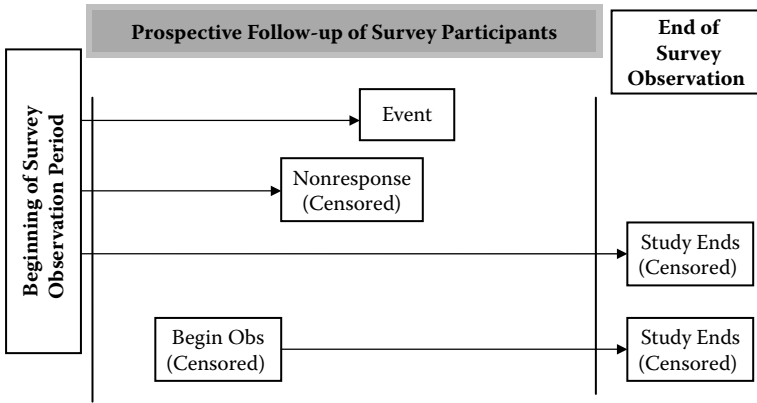 Prospective Follow-up of Survey Participants
End of
Survey
Observation
Beginning of Survey
Observation Period
Event
Nonresponse
(Censored)
Study Ends
(Censored)
Begin Obs
(Censored)
Study Ends
(Censored)